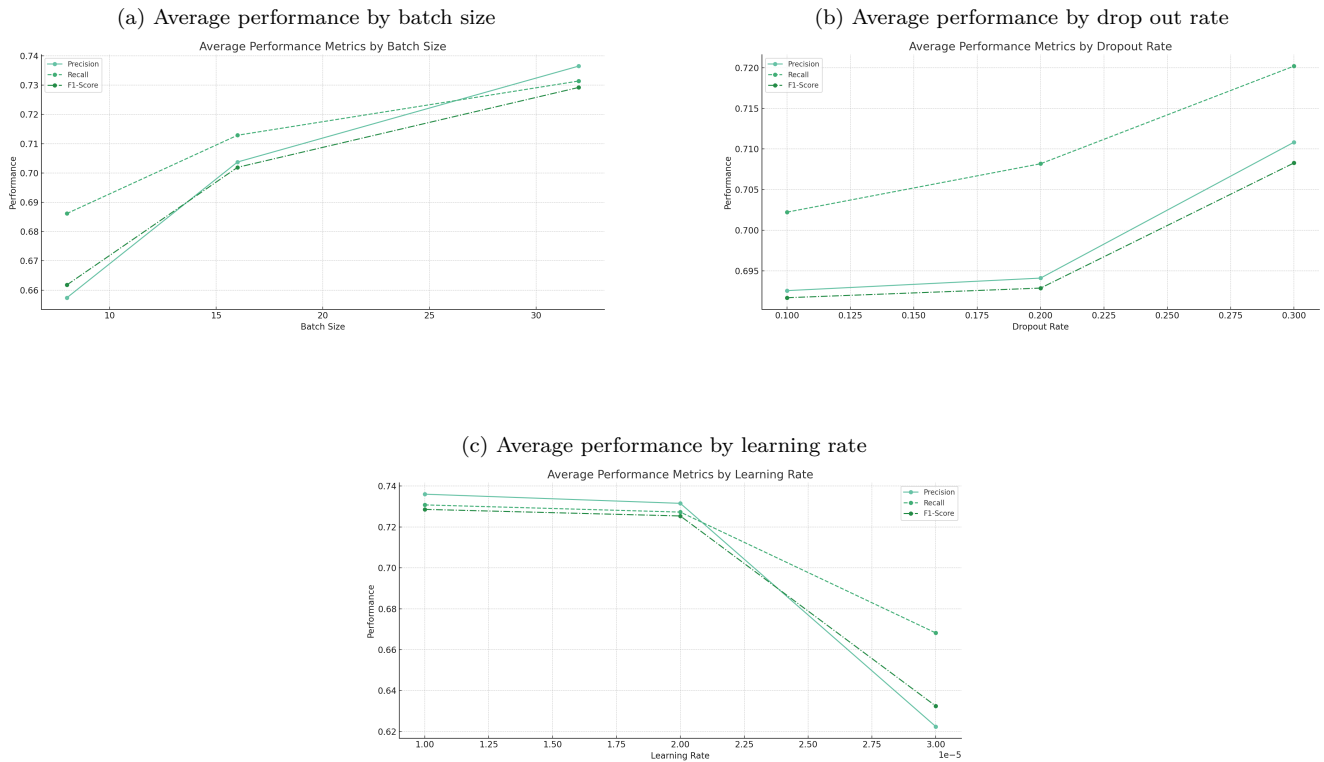 (a) Average performance by batch size
Average Performance Metrics by Batch Size
Precision
Recall
F1-Score
0.74
0.73
0.72
0.71
0.70
0.69
0.68
0.67
0.66
Performance
10 15 20 25 30
Batch Size
(b) Average performance by drop out rate
Average Performance Metrics by Dropout Rate
Precision
Recall
F1-Score
0.720
0.715
0.710
0.705
0.700
0.695
Performance
0.100 0.125 0.150 0.175 0.200 0.225 0.250 0.275 0.300
Dropout Rate
(c) Average performance by learning rate
Average Performance Metrics by Learning Rate
Precision
Recall
F1-Score
0.74
0.72
0.70
0.68
0.66
0.64
0.62
Performance
1.00 1.25 1.50 1.75 2.00 2.25 2.50 2.75 3.00
1e−5
Learning Rate